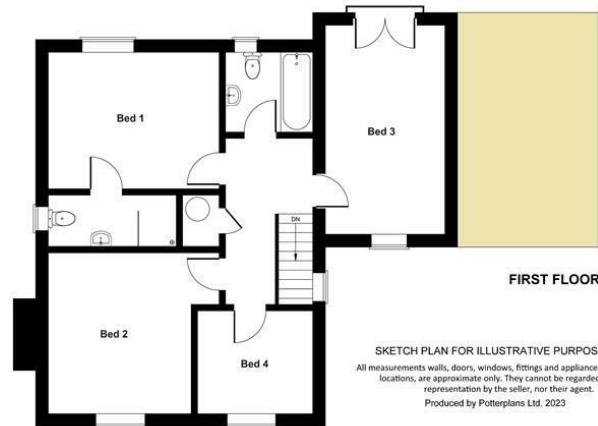 Bed 1
Bed 3
DN
FIRST FLOOR
Bed 2
Bed 4
SKETCH PLAN FOR ILLUSTRATIVE PURPOS
All measurements walls, doors, windows, fittings and appliance
locations, are approximate only. They cannot be regarded
representation by the seller, nor their agent.
Produced by Potterplans Ltd. 2023